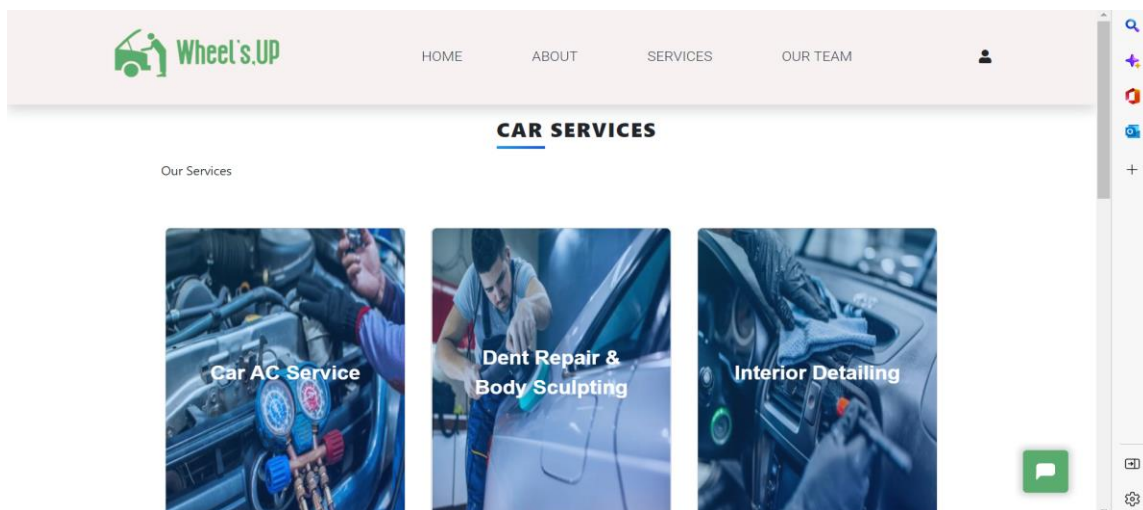 Wheel's.UP
HOME ABOUT SERVICES OUR TEAM
CAR SERVICES
Our Services
Car AC Service
Dent Repair &
Body Sculpting
Interior Detailing